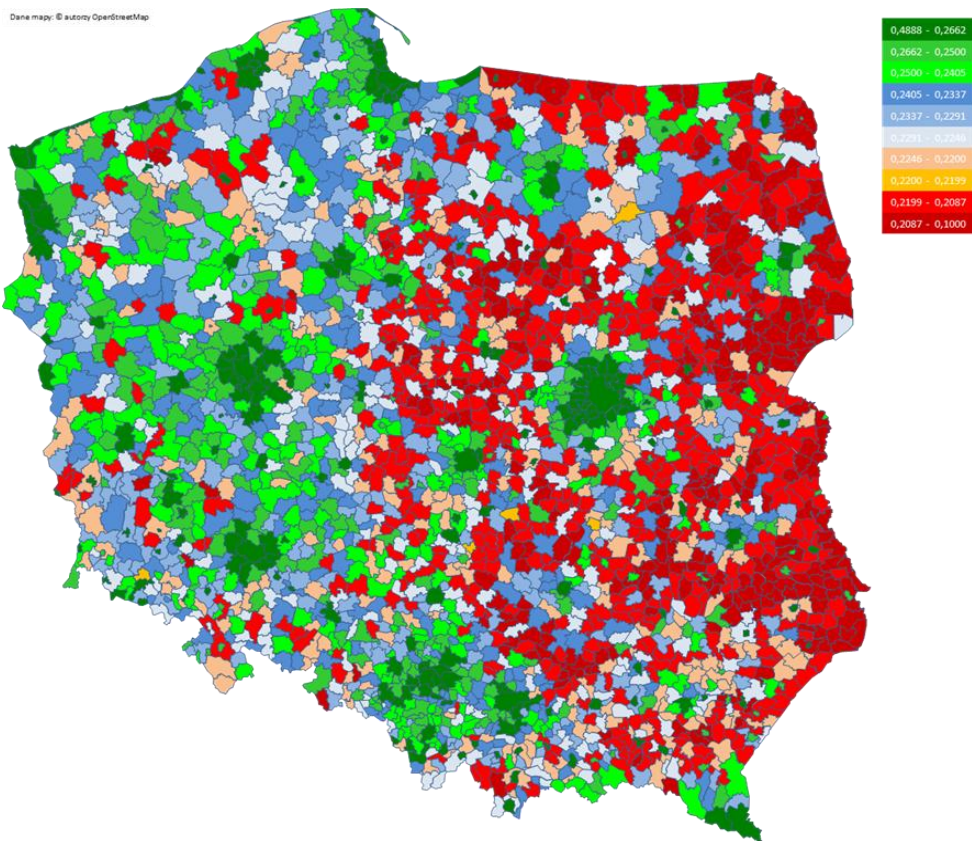 Dane mapy: © autorzy OpenStreetMap
0,4888 - 0,2662
0,2662 - 0,2500
0,2500 - 0,2405
0,2405 - 0,2337
0,2337 - 0,2291
0,2291 - 0,2246
0,2246 - 0,2200
0,2200 - 0,2199
0,2199 - 0,2087
0,2087 - 0,1000